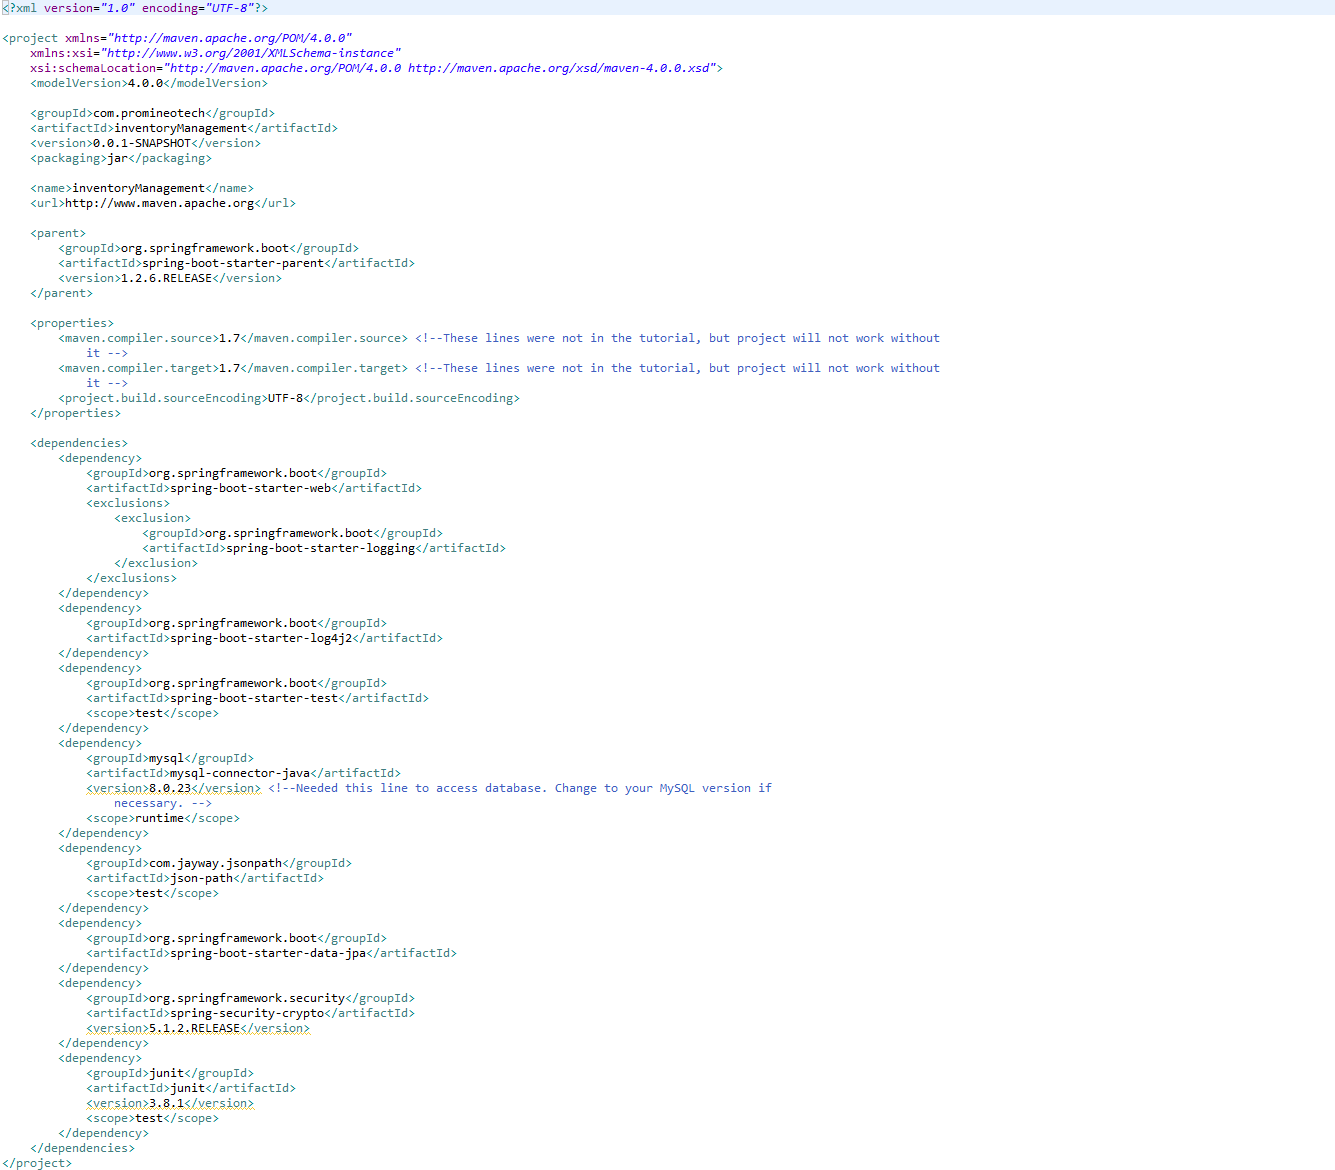 <?xml version="1.0" encoding="UTF-8"?>
<project xmlns="http://maven.apache.org/POM/4.0.0"
xmlns:xsi="http://www.w3.org/2001/XMLSchema-instance"
xsi:schemaLocation="http://maven.apache.org/POM/4.0.0 http://maven.apache.org/xsd/maven-4.0.0.xsd">
<modelVersion>4.0.0</modelVersion>
<groupId>com.promineotech</groupId>
<artifactId>inventoryManagement</artifactId>
<version>0.0.1-SNAPSHOT</version>
<packaging>jar</packaging>
<name>inventoryManagement</name>
<url>http://www.maven.apache.org</url>
<parent>
<groupId>org.springframework.boot</groupId>
<artifactId>spring-boot-starter-parent</artifactId>
<version>1.2.6.RELEASE</version>
</parent>
<properties>
<maven.compiler.source>1.7</maven.compiler.source> <!--These lines were not in the tutorial, but project will not work without
it -->
<maven.compiler.target>1.7</maven.compiler.target> <!--These lines were not in the tutorial, but project will not work without
it -->
<project.build.sourceEncoding>UTF-8</project.build.sourceEncoding>
</properties>
<dependencies>
<dependency>
<groupId>org.springframework.boot</groupId>
<artifactId>spring-boot-starter-web</artifactId>
<exclusions>
<exclusion>
<groupId>org.springframework.boot</groupId>
<artifactId>spring-boot-starter-logging</artifactId>
</exclusion>
</exclusions>
</dependency>
<dependency>
<groupId>org.springframework.boot</groupId>
<artifactId>spring-boot-starter-log4j2</artifactId>
</dependency>
<dependency>
<groupId>org.springframework.boot</groupId>
<artifactId>spring-boot-starter-test</artifactId>
<scope>test</scope>
</dependency>
<dependency>
<groupId>mysql</groupId>
<artifactId>mysql-connector-java</artifactId>
<version>8.0.23</version> <!--Needed this line to access database. Change to your MySQL version if
necessary. -->
<scope>runtime</scope>
</dependency>
<dependency>
<groupId>com.jayway.jsonpath</groupId>
<artifactId>json-path</artifactId>
<scope>test</scope>
</dependency>
<dependency>
<groupId>org.springframework.boot</groupId>
<artifactId>spring-boot-starter-data-jpa</artifactId>
</dependency>
<dependency>
<groupId>org.springframework.security</groupId>
<artifactId>spring-security-crypto</artifactId>
<version>5.1.2.RELEASE</version>
</dependency>
<dependency>
<groupId>junit</groupId>
<artifactId>junit</artifactId>
<version>3.8.1</version>
<scope>test</scope>
</dependency>
</dependencies>
</project>